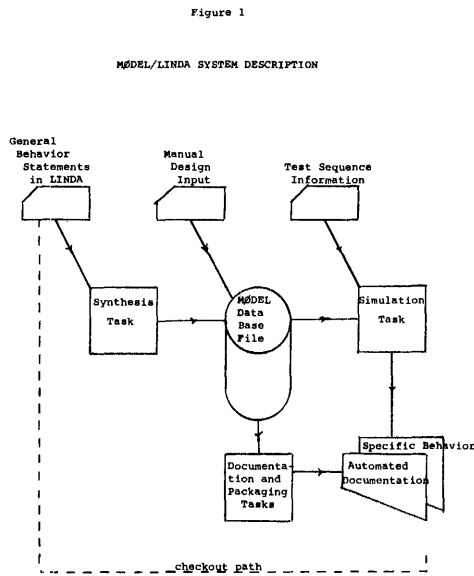 Figure 1
MØDEL/LINDA SYSTEM DESCRIPTION
General
Behavior
Statements
in LINDA
Manual
Design
Input
Test Sequence
Information
Synthesis
Task
MØDEL
Data
Base
File
Simulation
Task
Documenta-
tion and
Packaging
Tasks
Specific Behavior
Automated
Documentation
checkout path